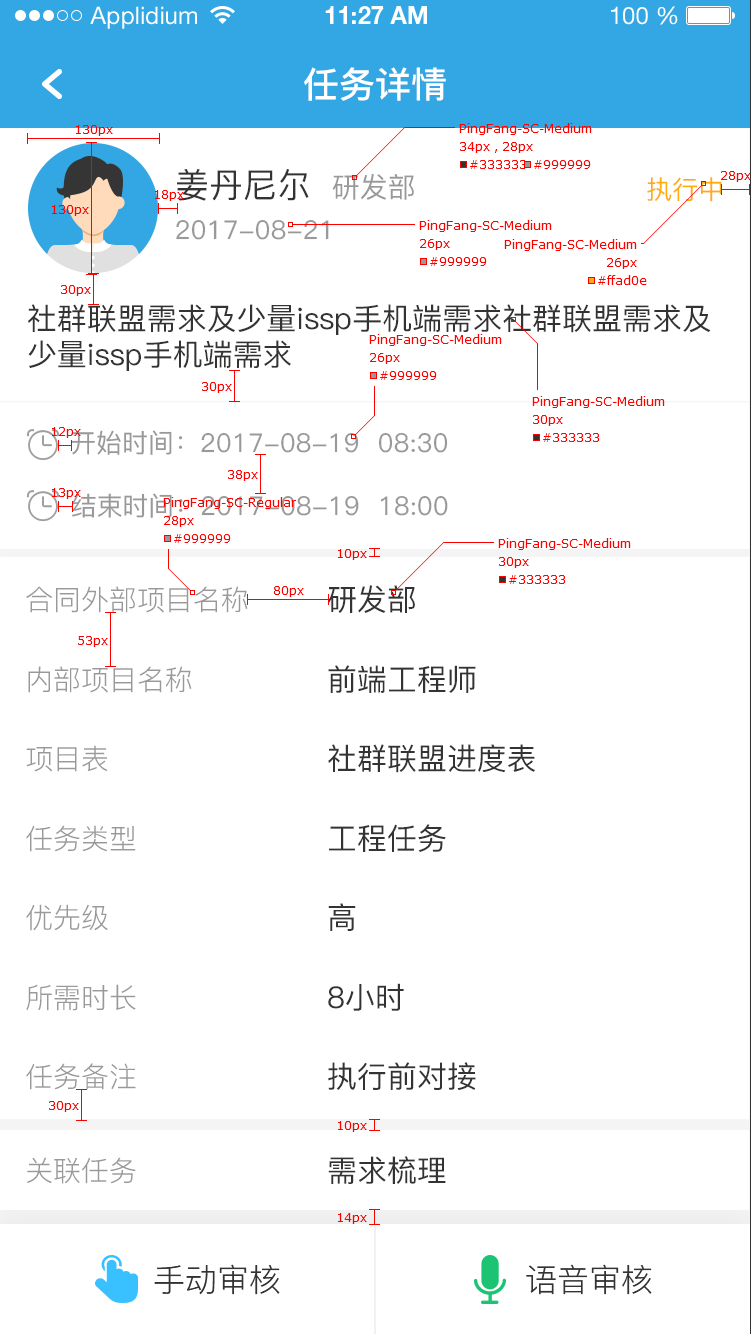 Applidium 11:27 AM 100 %
任务详情
130px
PingFang-SC-Medium
34px , 28px
#333333 #999999
28px
姜丹尼尔 研发部
执行中
18px
130px
2017-08-21
PingFang-SC-Medium
26px
#999999
PingFang-SC-Medium
26px
#ffad0e
30px
社群联盟需求及少量issp手机端需求社群联盟需求及
少量issp手机端需求
PingFang-SC-Medium
26px
#999999
30px
PingFang-SC-Medium
30px
#333333
12px
开始时间：2017-08-19 08:30
38px
13px
结束时间：2017-08-19 18:00
PingFang-SC-Regular
28px
#999999
10px
PingFang-SC-Medium
30px
#333333
合同外部项目名称 80px 研发部
53px
内部项目名称 前端工程师
项目表 社群联盟进度表
任务类型 工程任务
优先级 高
所需时长 8小时
任务备注 执行前对接
30px
10px
关联任务 需求梳理
14px
手动审核 语音审核